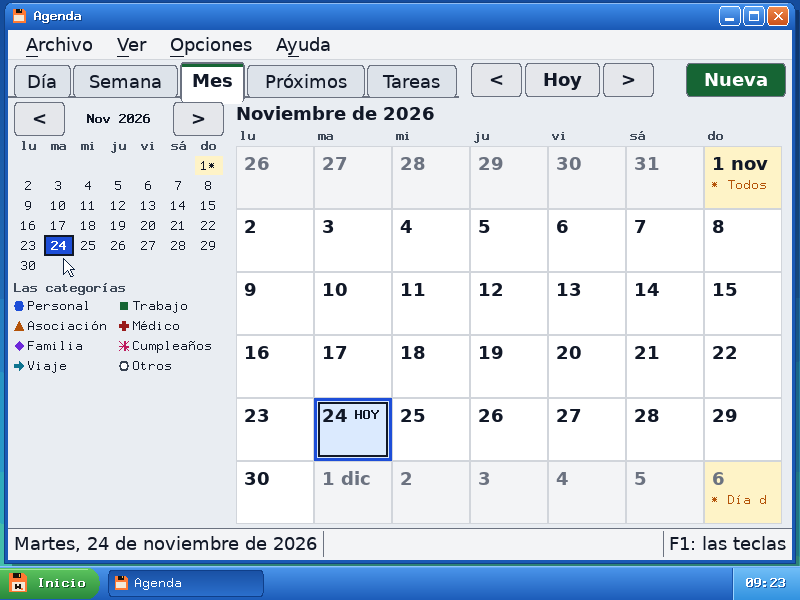 Agenda
Archivo Ver Opciones Ayuda
Día Semana Mes Próximos Tareas < Hoy > Nueva
< Nov 2026 >
lu ma mi ju vi sá do
1*
2 3 4 5 6 7 8
9 10 11 12 13 14 15
16 17 18 19 20 21 22
23 24 25 26 27 28 29
30
Las categorías
Personal Trabajo
Asociación Médico
Familia Cumpleaños
Viaje Otros
Noviembre de 2026
lu ma mi ju vi sá do
26 27 28 29 30 31 1 nov
* Todos
2 3 4 5 6 7 8
9 10 11 12 13 14 15
16 17 18 19 20 21 22
23 24 HOY 25 26 27 28 29
30 1 dic 2 3 4 5 6
* Día d
Martes, 24 de noviembre de 2026 F1: las teclas
Inicio Agenda 09:23